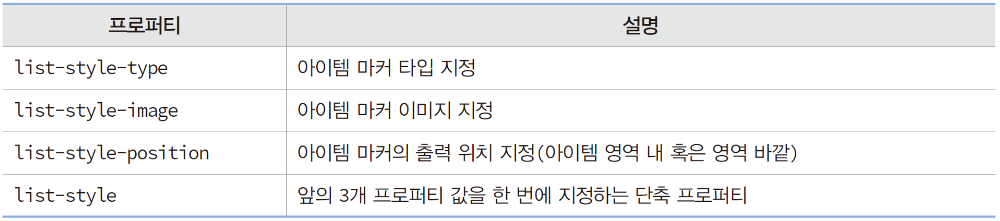 프로퍼티 설명
list-style-type 아이템 마커 타입 지정
list-style-image 아이템 마커 이미지 지정
list-style-position 아이템 마커의 출력 위치 지정(아이템 영역 내 혹은 영역 바깥)
list-style 앞의 3개 프로퍼티 값을 한 번에 지정하는 단축 프로퍼티